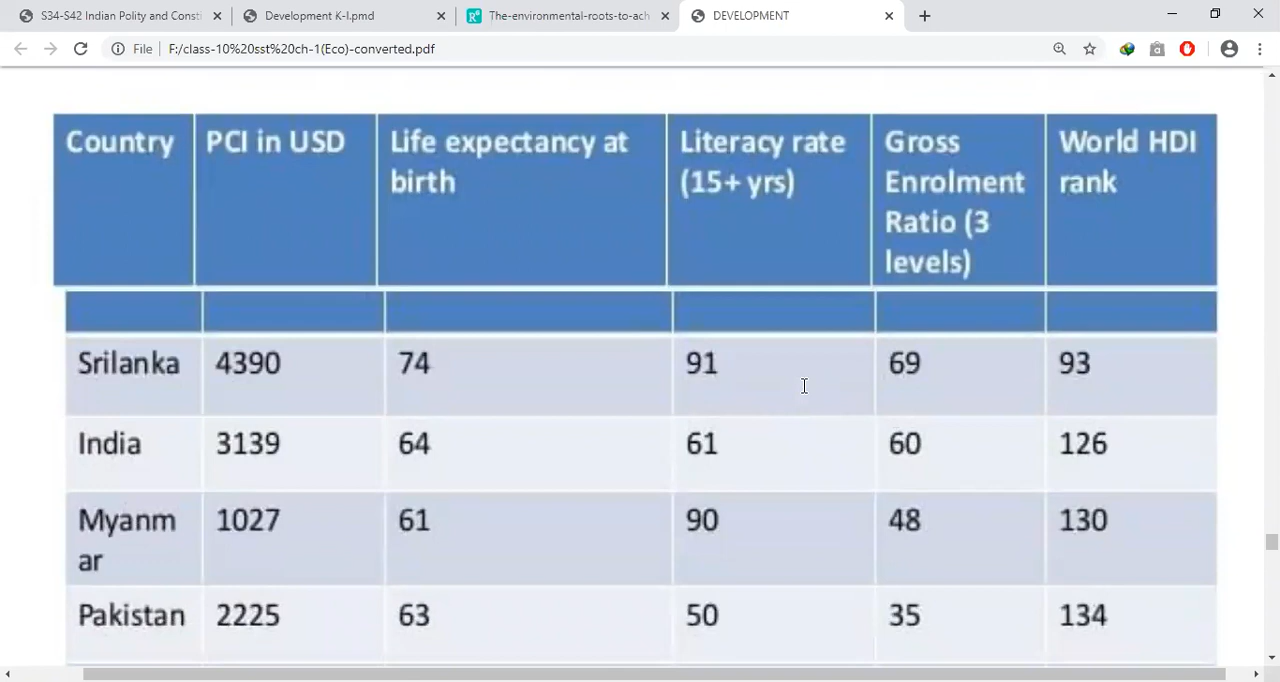 S34-S42 Indian Polity and Consti
Development K-I.pmd
The-environmental-roots-to-ach
DEVELOPMENT
File | F:/class-10%20sst%20ch-1(Eco)-converted.pdf
Country PCI in USD Life expectancy at birth Literacy rate (15+ yrs) Gross Enrolment Ratio (3 levels) World HDI rank
Srilanka 4390 74 91 69 93
India 3139 64 61 60 126
Myanm
ar 1027 61 90 48 130
Pakistan 2225 63 50 35 134